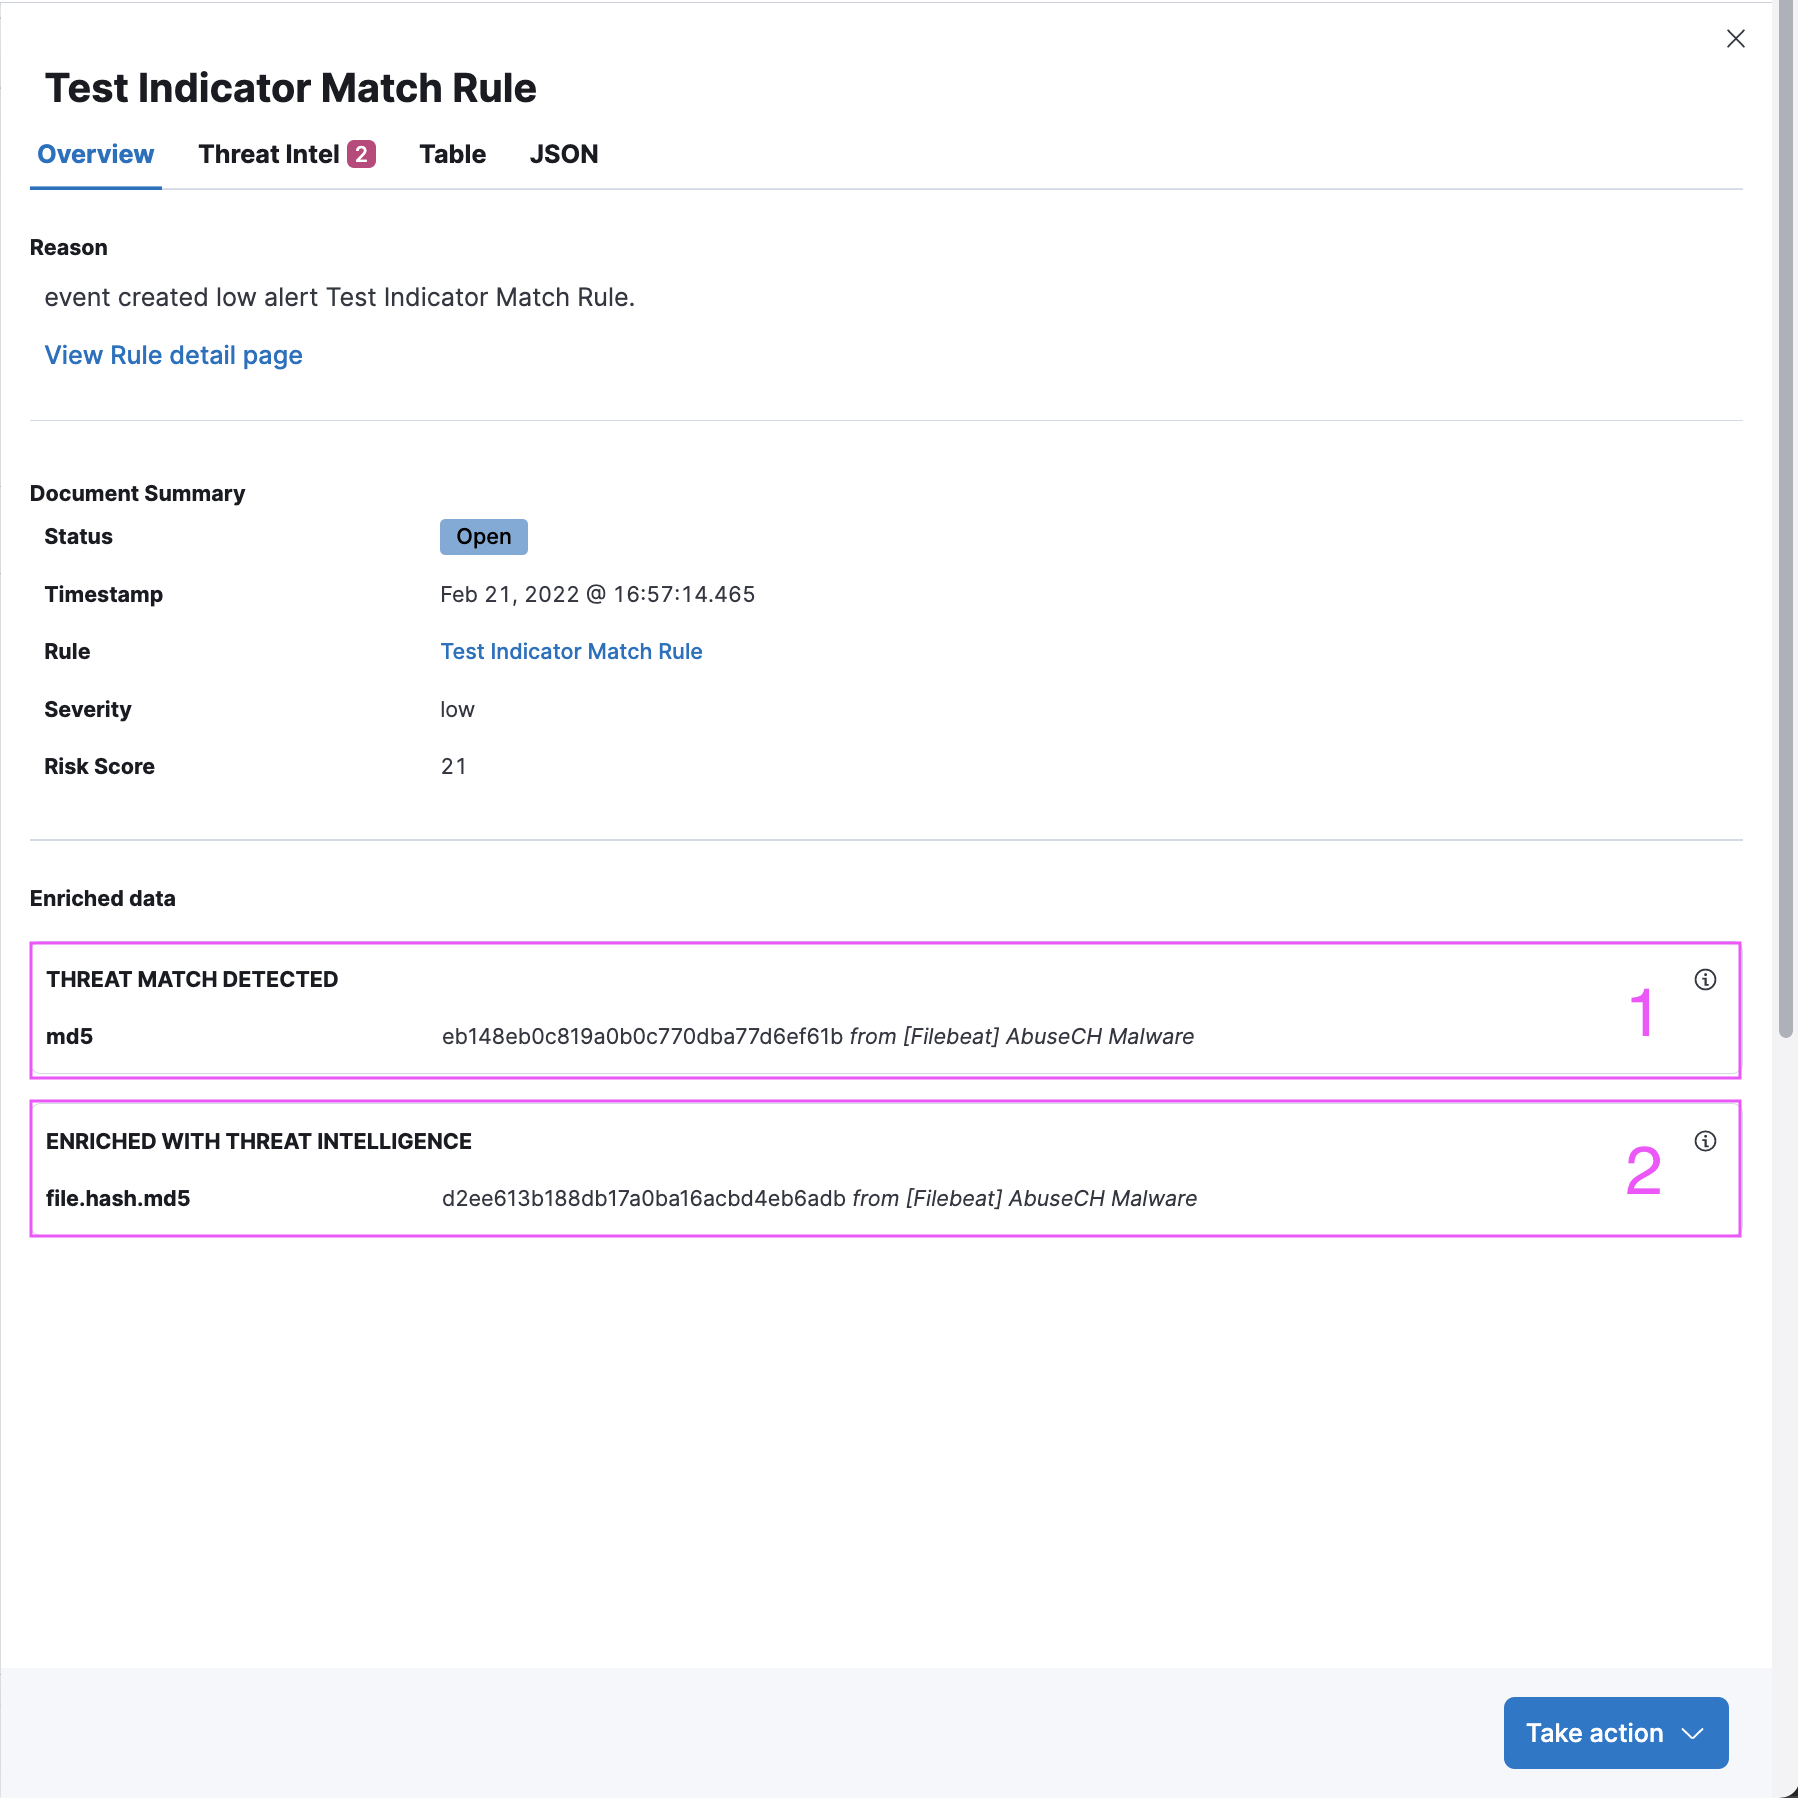 Test Indicator Match Rule
Overview Threat Intel 2 Table JSON
Reason
event created low alert Test Indicator Match Rule.
View Rule detail page
Document Summary
Status Open
Timestamp Feb 21, 2022 @ 16:57:14.465
Rule Test Indicator Match Rule
Severity low
Risk Score 21
Enriched data
THREAT MATCH DETECTED
1
md5 eb148eb0c819a0b0c770dba77d6ef61b from [Filebeat] AbuseCH Malware
ENRICHED WITH THREAT INTELLIGENCE
2
file.hash.md5 d2ee613b188db17a0ba16acbd4eb6adb from [Filebeat] AbuseCH Malware
Take action